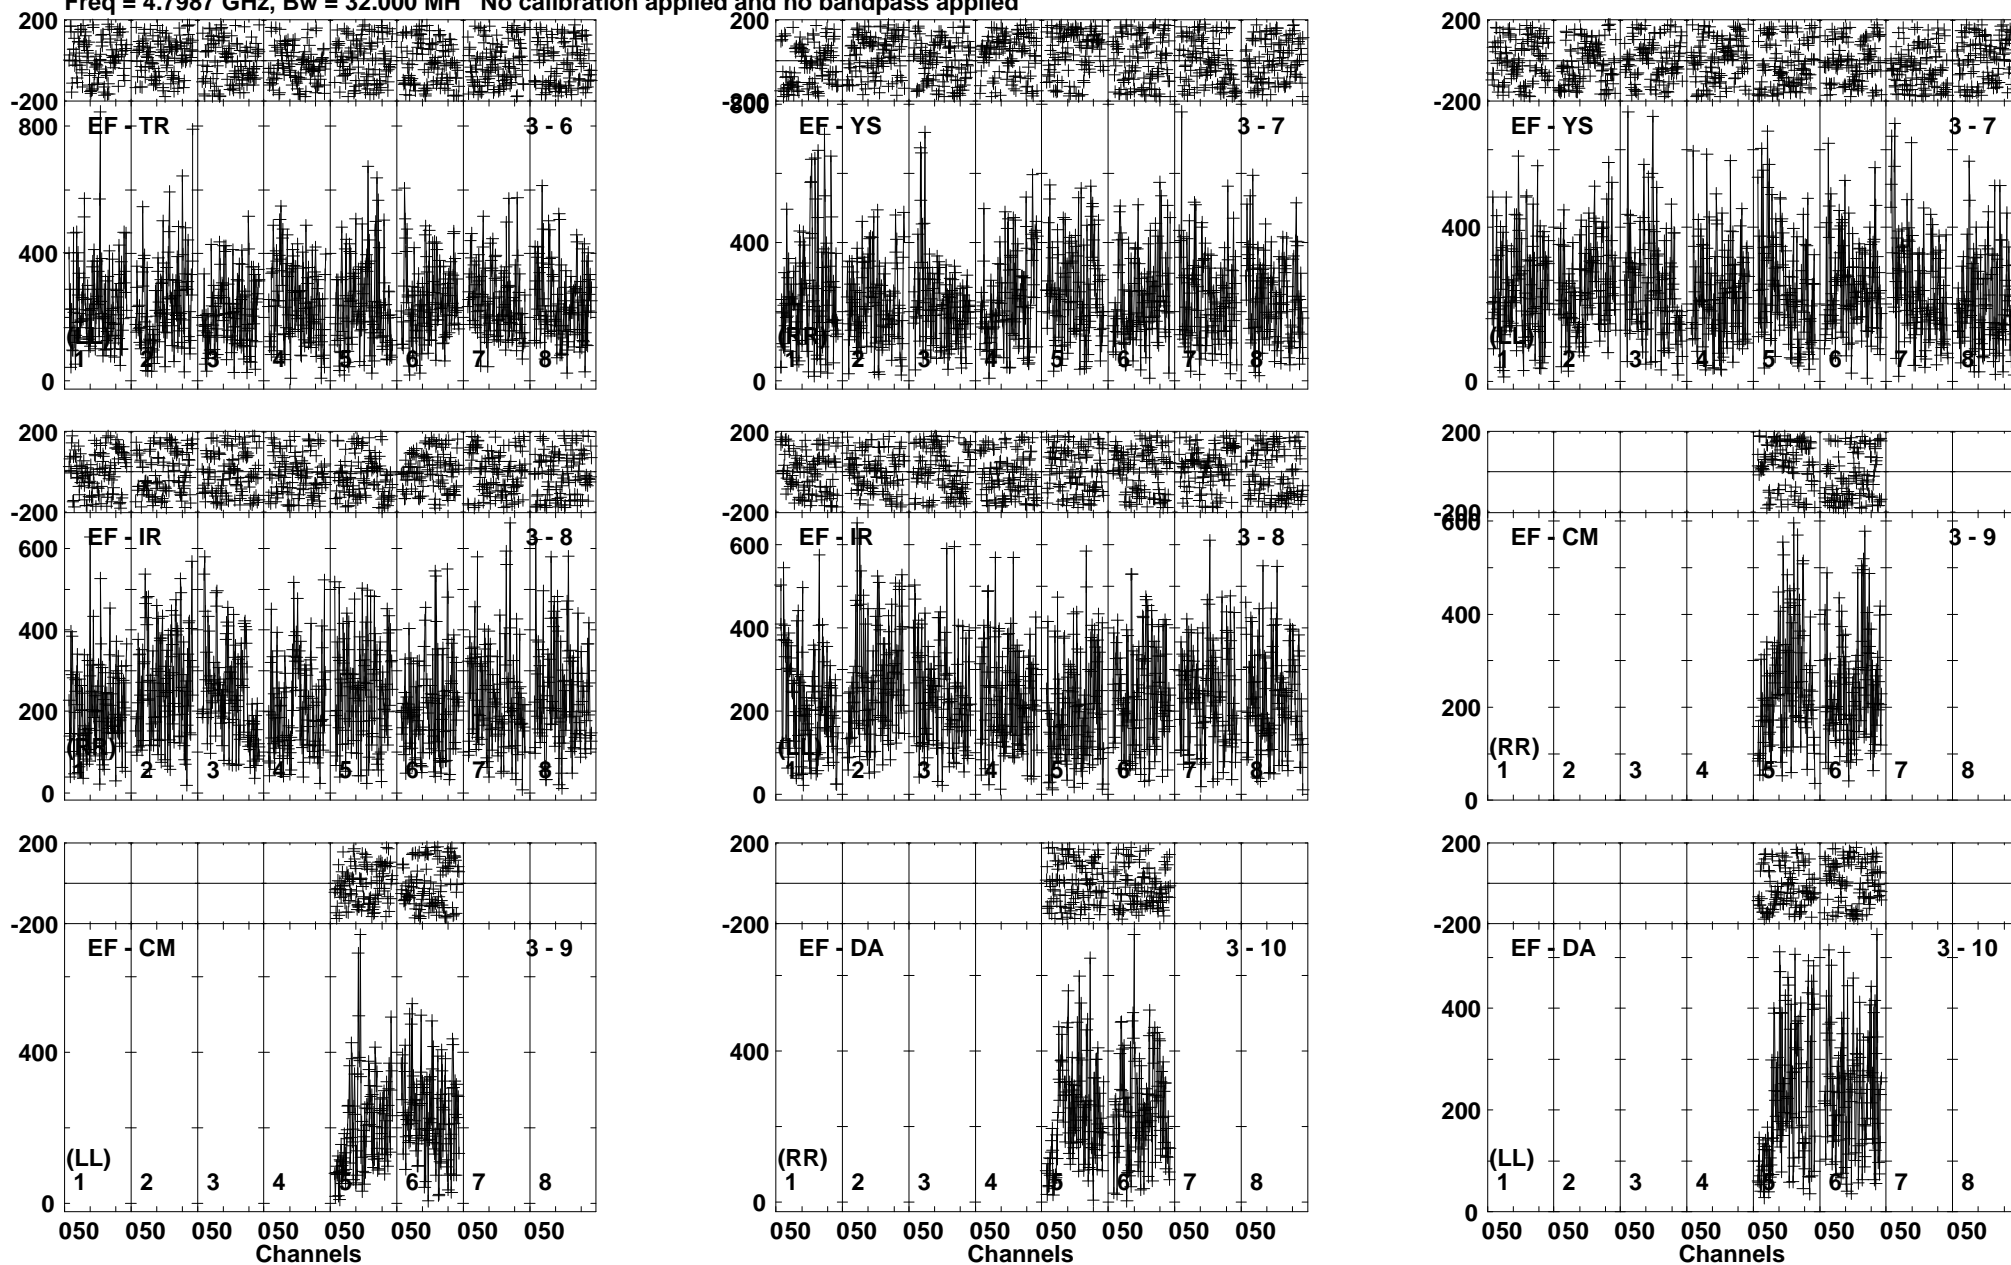 Freq = 4.7987 GHz, Bw = 32.000 MH No calibration applied and no bandpass applied
200 200 200
-200 -200
800 EF - TR 3 - 6 EF - YS 3 - 7 EF - YS 3 - 7
400 400 400
(LL) (RR) (LL)
1 2 3 4 5 6 7 8 1 2 3 4 5 6 7 8 1 2 3 4 5 6 7 8
0 0 0
200 200 200
-200 -200 -200
600
EF - IR 3 - 8 EF - IR 3 - 8 EF - CM 3 - 9
600 600
400 400 400
200 200 200
(RR) (LL) (RR)
1 2 3 4 5 6 7 8 1 2 3 4 5 6 7 8 1 2 3 4 5 6 7 8
0 0 0
200 200 200
-200 -200 -200
EF - CM 3 - 9 EF - DA 3 - 10 EF - DA 3 - 10
400 400 400
200
(LL) (RR) (LL)
1 2 3 4 5 6 7 8 1 2 3 4 5 6 7 8 1 2 3 4 5 6 7 8
0 0 0
050 050 050 050 050 050 050 050 050 050 050 050 050 050 050 050 050 050 050 050 050 050 050 050
Channels Channels Channels